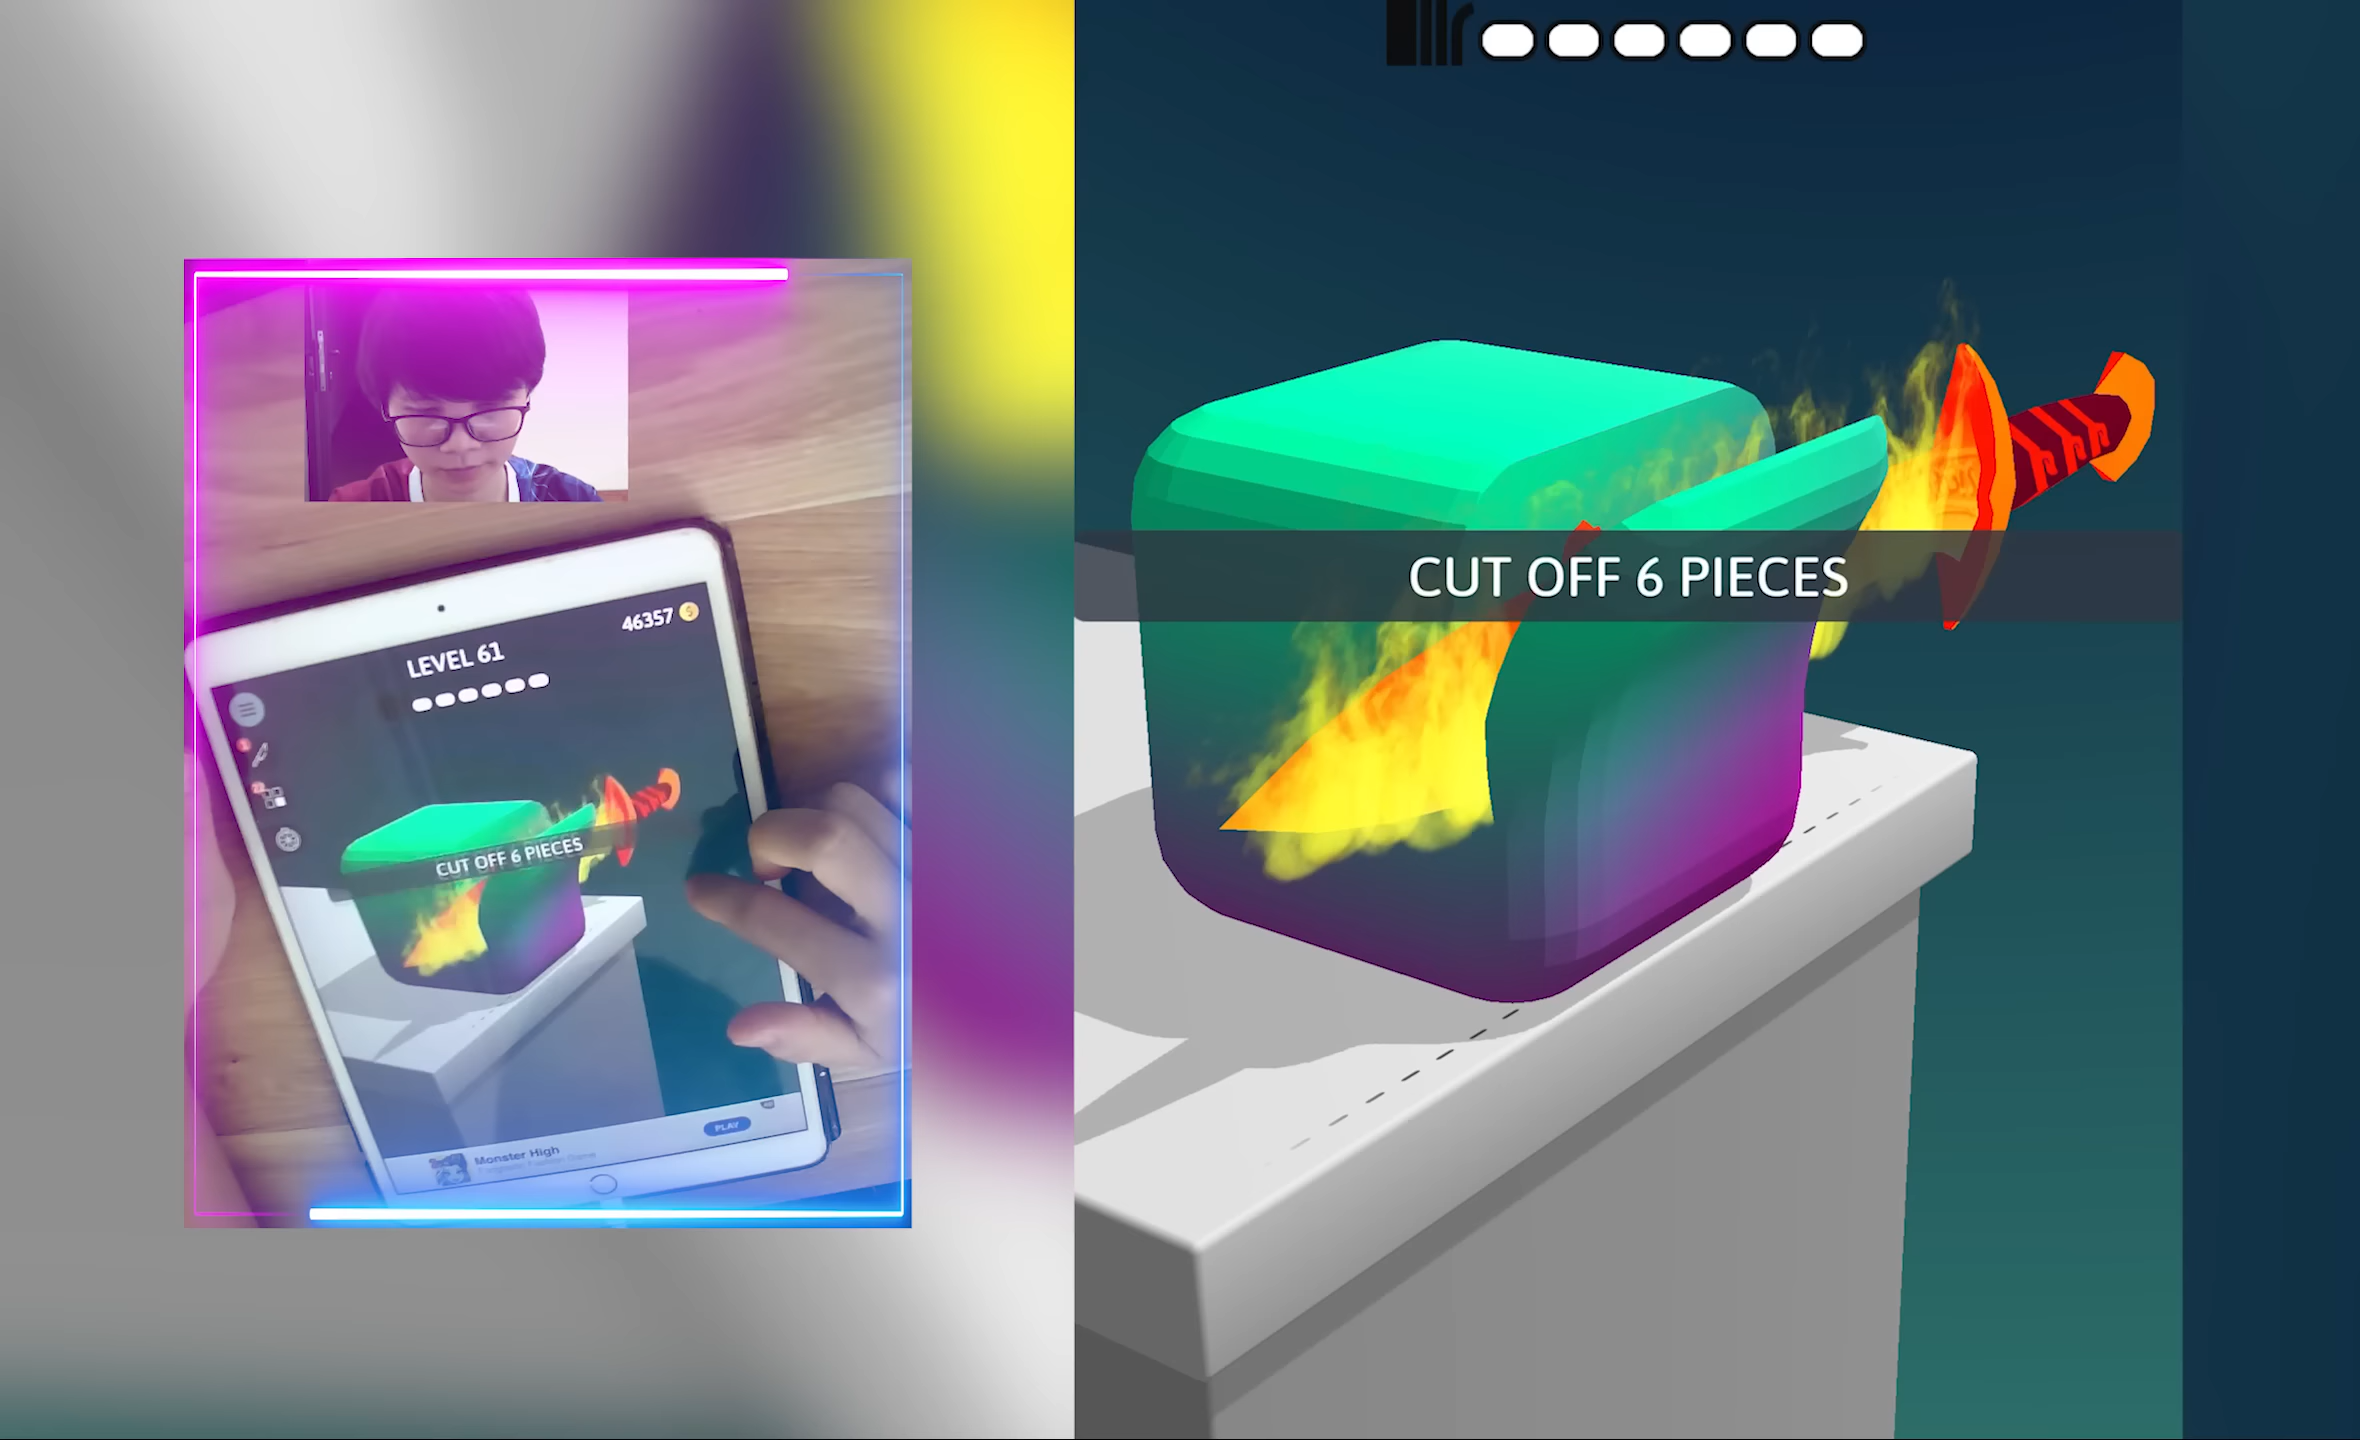 46357
LEVEL 61
CUT OFF 6 PIECES
Monster High
PLAY
CUT OFF 6 PIECES